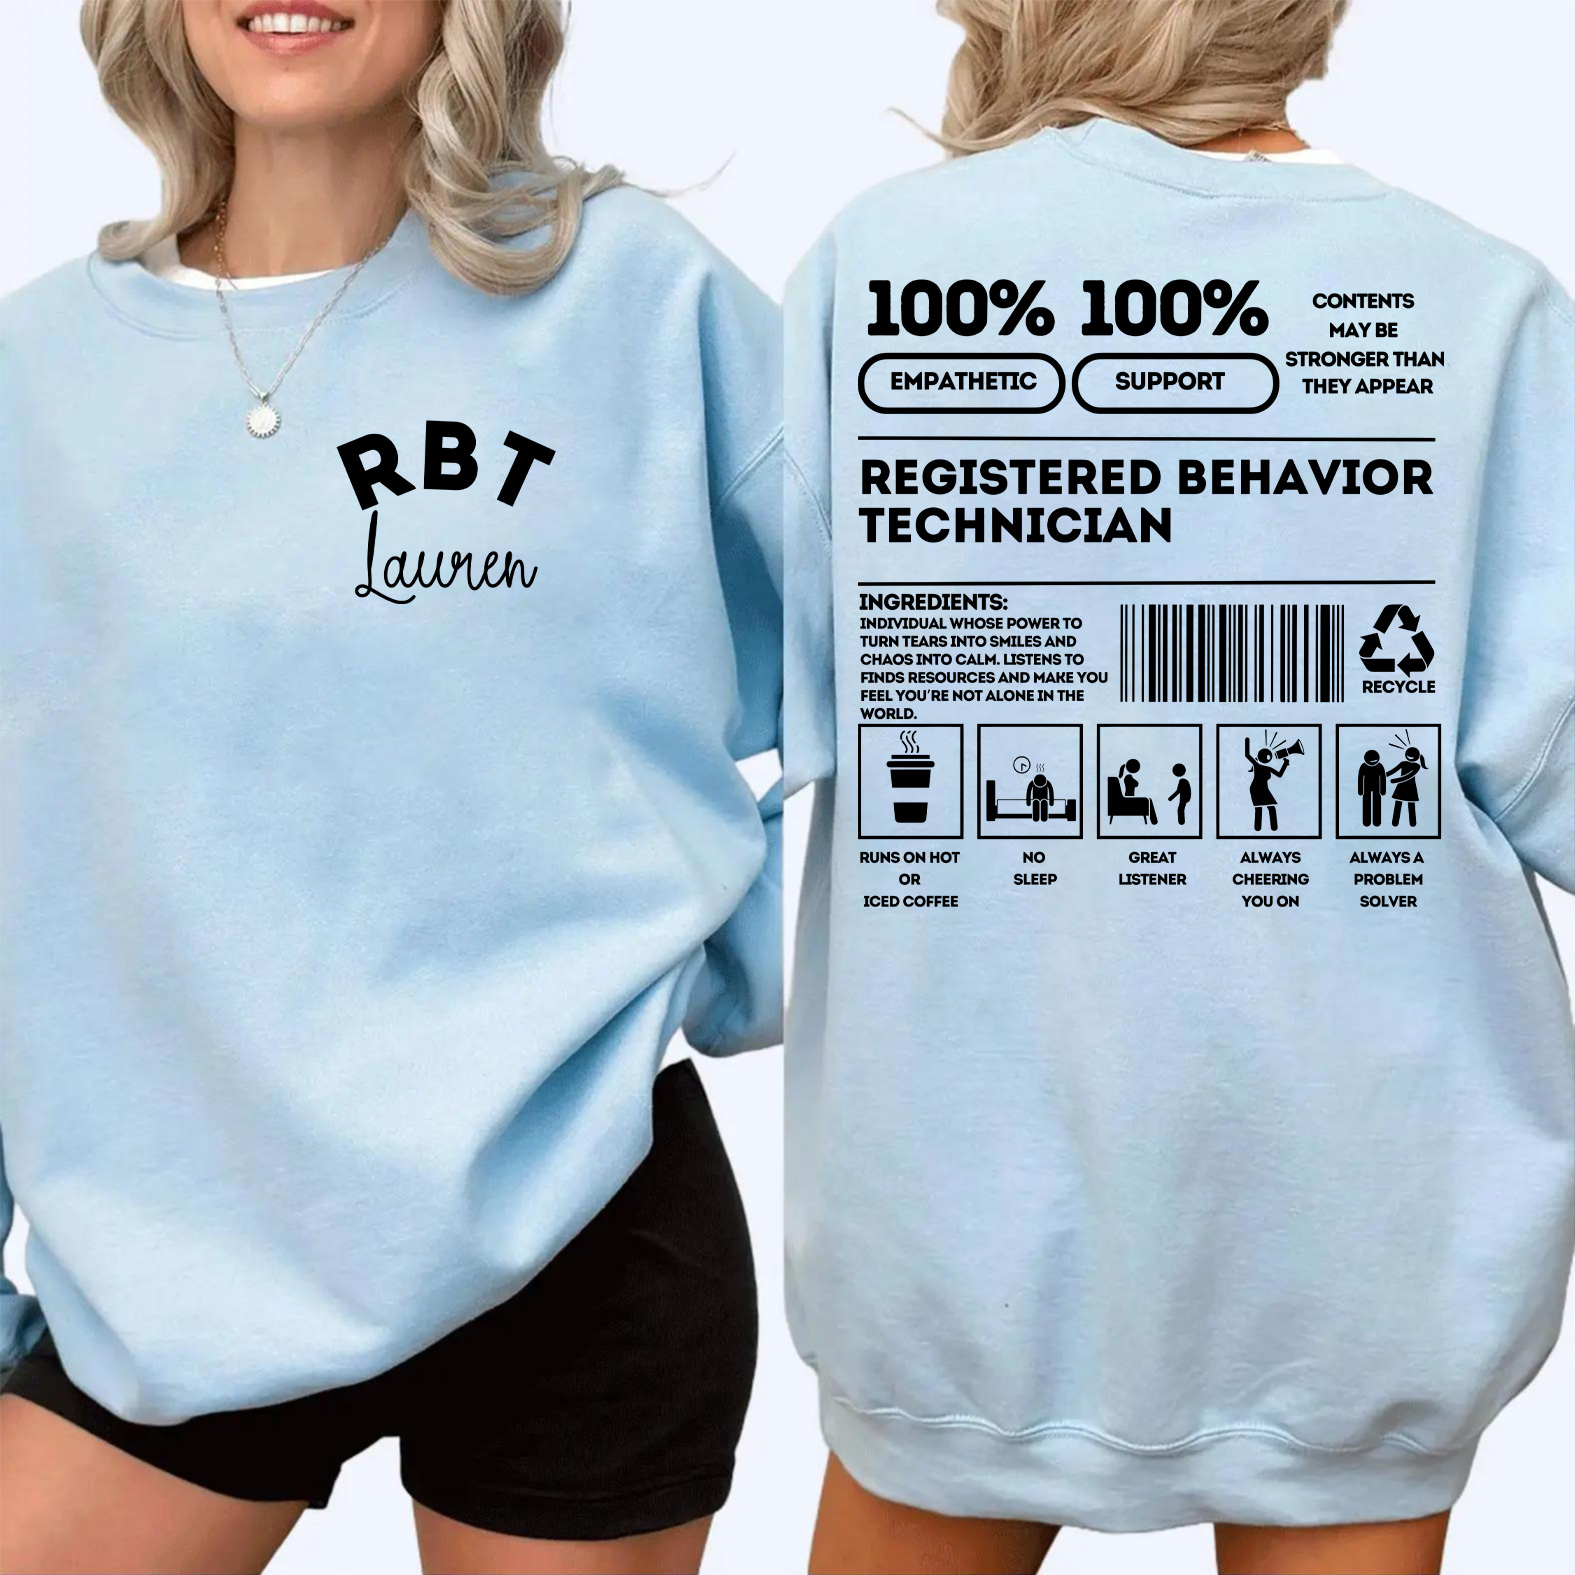 RBT
Lauren
100% 100%
EMPATHETIC
SUPPORT
CONTENTS
MAY BE
STRONGER THAN
THEY APPEAR
REGISTERED BEHAVIOR
TECHNICIAN
INGREDIENTS:
INDIVIDUAL WHOSE POWER TO
TURN TEARS INTO SMILES AND
CHAOS INTO CALM. LISTENS TO
FINDS RESOURCES AND MAKE YOU
FEEL YOU'RE NOT ALONE IN THE
WORLD.
RECYCLE
RUNS ON HOT
OR
ICED COFFEE
NO
SLEEP
GREAT
LISTENER
ALWAYS
CHEERING
YOU ON
ALWAYS A
PROBLEM
SOLVER